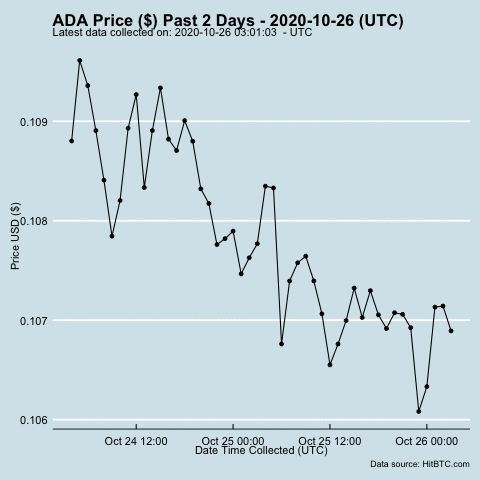 ADA Price ($) Past 2 Days - 2020-10-26 (UTC)
Latest data collected on: 2020-10-26 03:01:03  - UTC
0.109
0.108
0.107
0.106
Price USD ($)
Oct 24 12:00 Oct 25 00:00 Oct 25 12:00 Oct 26 00:00
Date Time Collected (UTC)
Data source: HitBTC.com